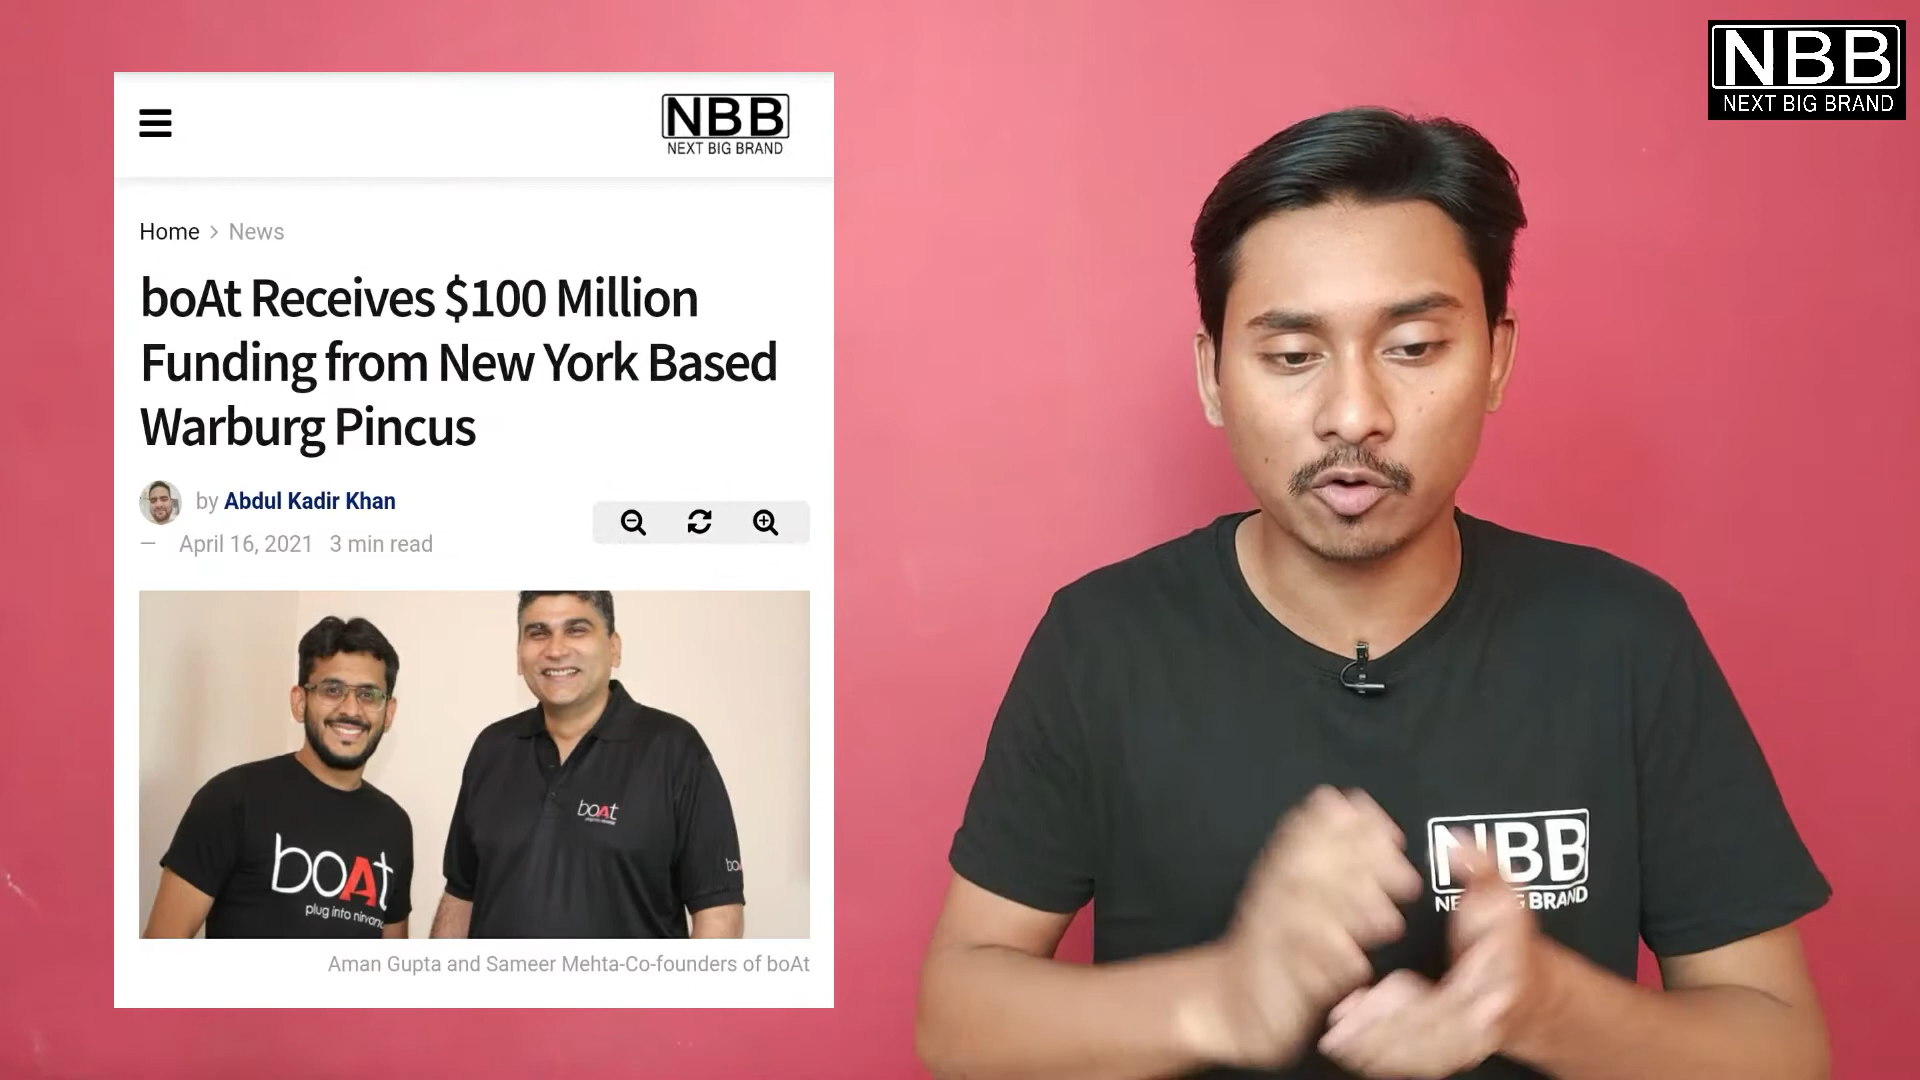 NBB
NEXT BIG BRAND
NBB
NEXT BIG BRAND
Home > News
boAt Receives $100 Million
Funding from New York Based
Warburg Pincus
by Abdul Kadir Khan
— April 16, 2021 3 min read
boAt
plug into nirvana
boAt
Aman Gupta and Sameer Mehta-Co-founders of boAt
NBB
BRAND